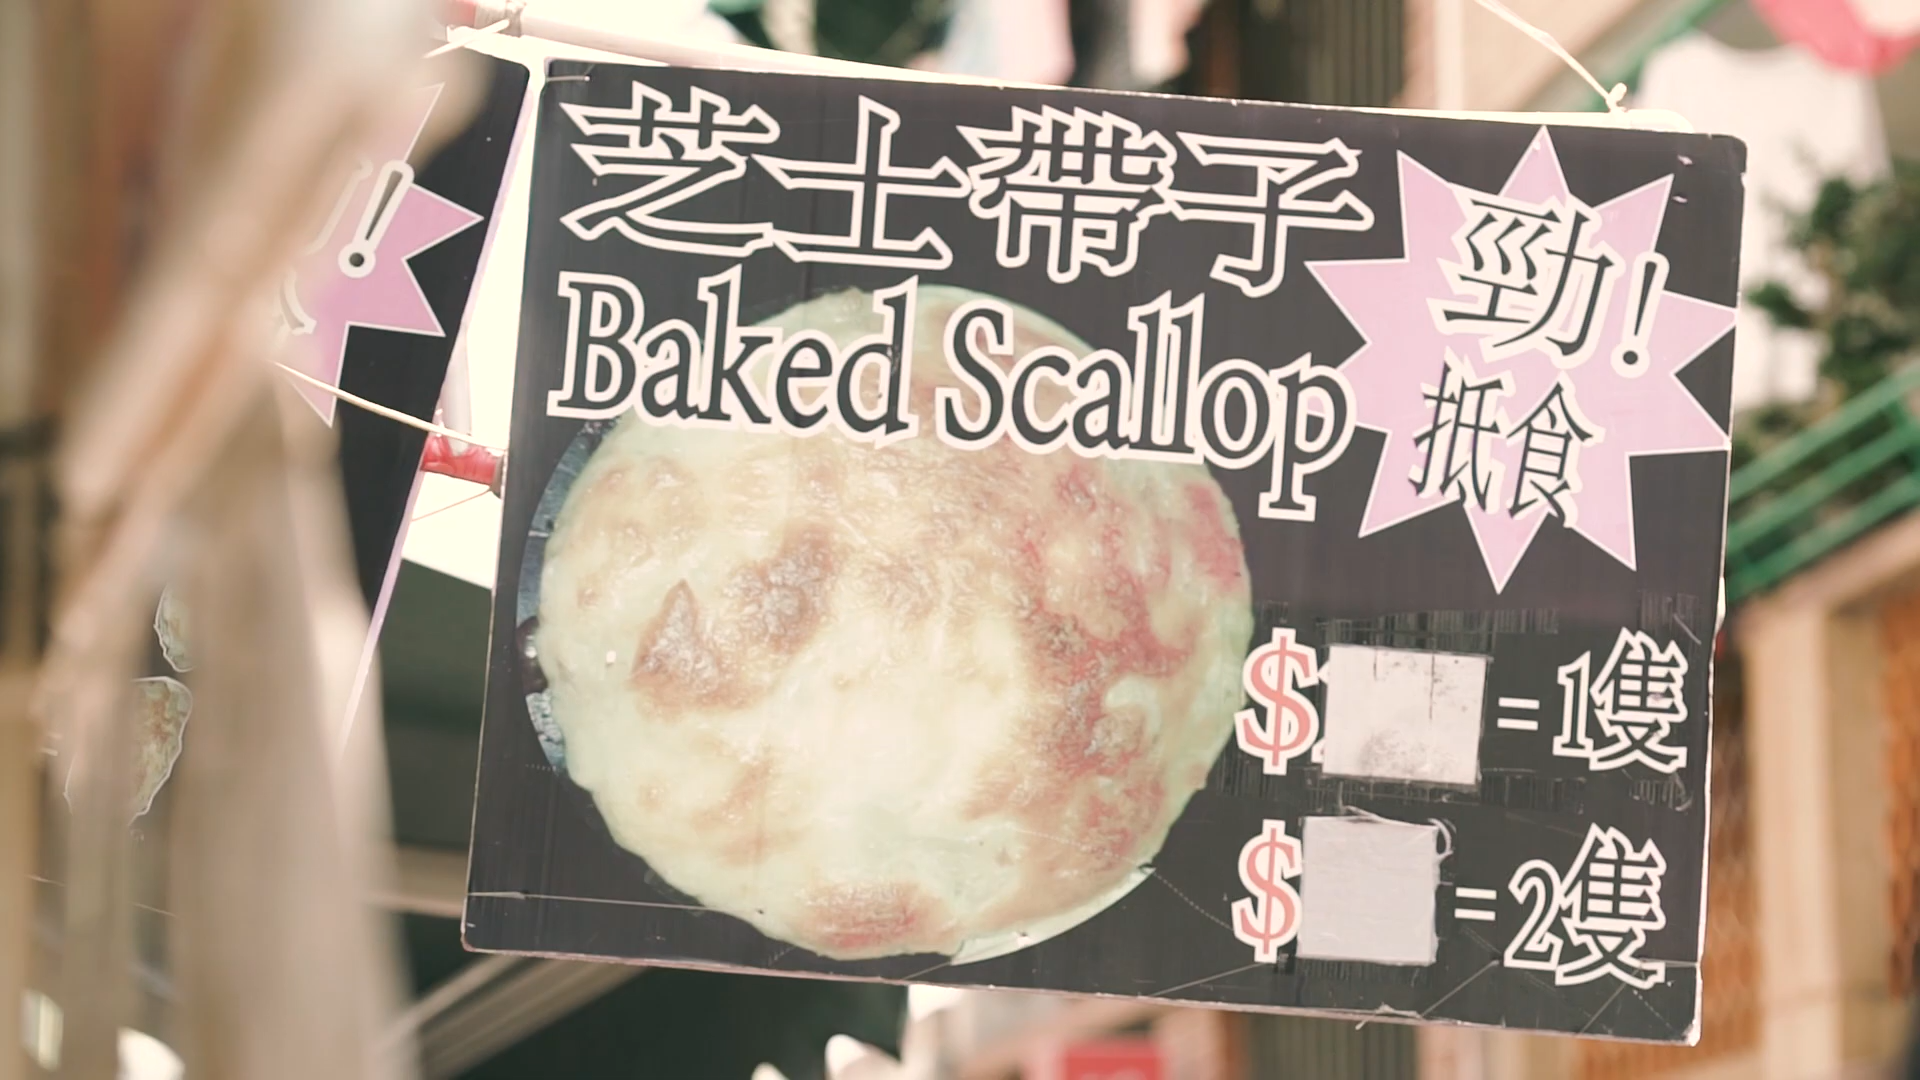 芝士帶子
Baked Scallop
勁!
抵食
$ = 1隻
$ = 2隻
!